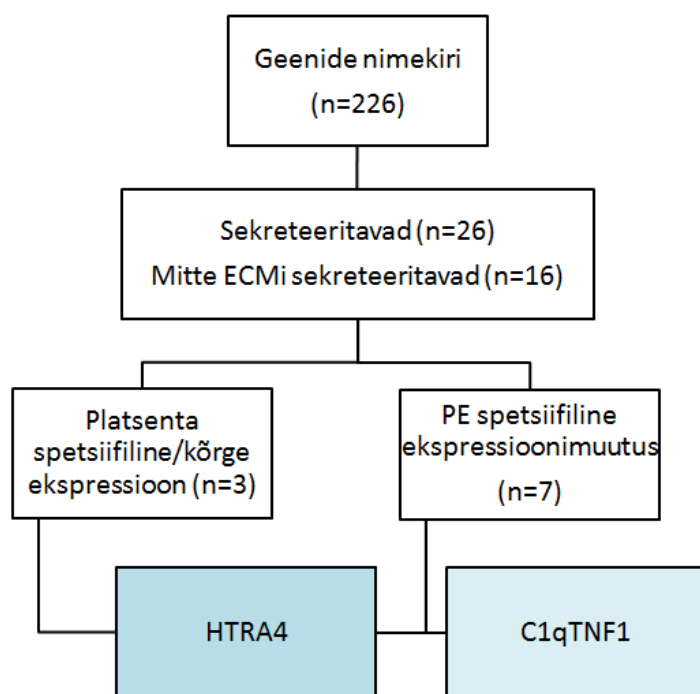 Geenide nimekiri
(n=226)
Sekreteeritavad (n=26)
Mitte ECMi sekreteeritavad (n=16)
Platsenta
spetsiifiline/kõrge
ekspressioon (n=3)
PE spetsiifiline
ekspressioonimuutus
(n=7)
HTRA4
C1qTNF1